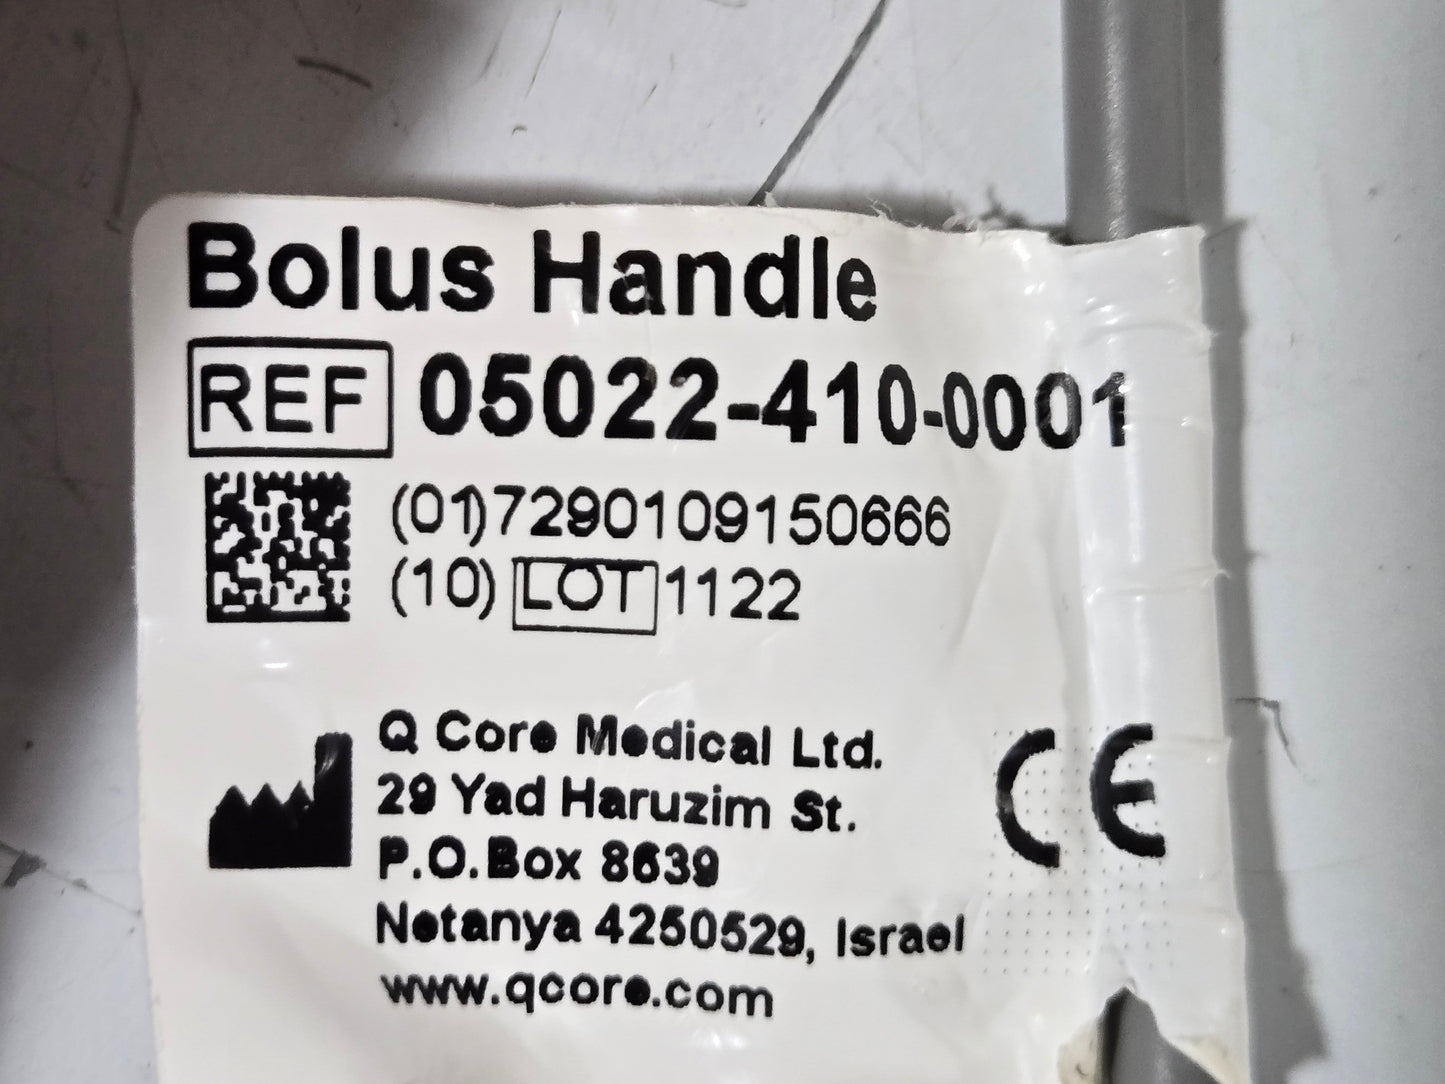 Bolus Handle
REF 05022-410-0001
(01)7290109150666
(10) LOT 1122
Q Core Medical Ltd.
29 Yad Haruzim St.
P.O.Box 8639
Netanya 4250529, Israel
www.qcore.com
CE